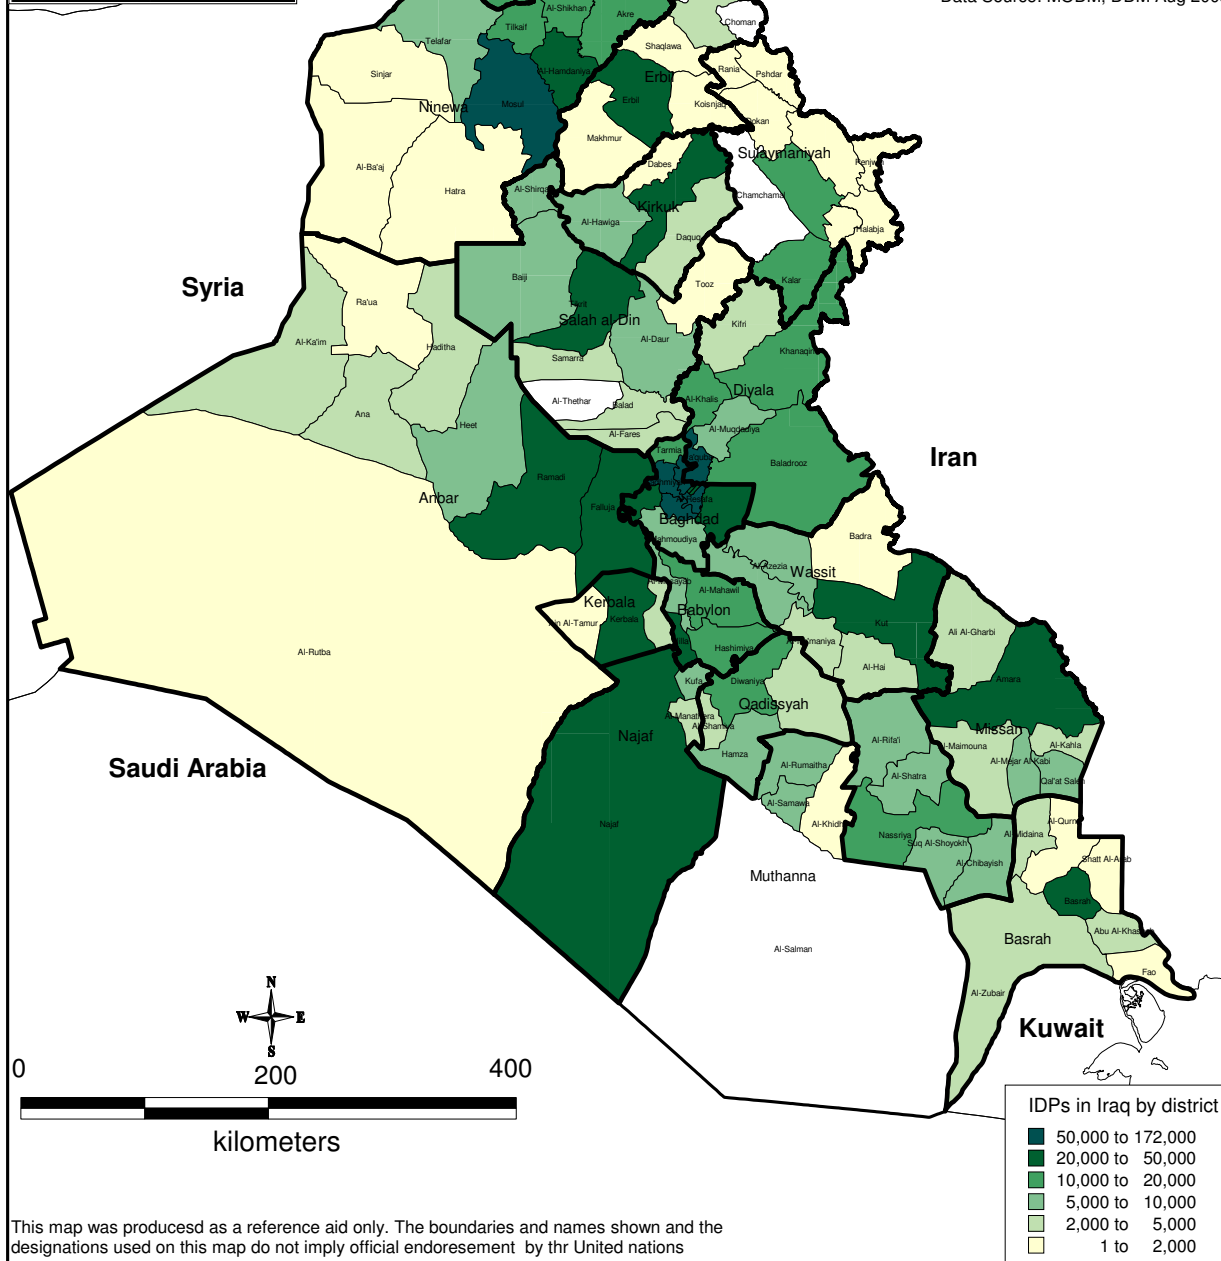 Al-Shikhan
Akre
Choman
Tilkaif
Telafar
Shaqlawa
Al-Hamdaniya
Sinjar
Rania
Pshdar
Erbil
Erbil
Mosul
Ninewa
Koisnjaq
Dokan
Makhmur
Sulaymaniyah
Dabes
Al-Ba'aj
Penjwin
Hatra
Al-Shirqa
Chamchamal
Kirkuk
Al-Hawiga
Halabja
Daquq
Syria
Baiji
Tooz
Kalar
Ra'ua
Tikrit
Salah al-Din
Kifri
Al-Ka'im
Haditha
Al-Daur
Khanaqin
Samarra
Diyala
Al-Thethar
Balad
Al-Khalis
Ana
Heet
Al-Fares
Al-Muqdadiya
Tarmia
Iran
Baladrooz
Ramadi
Anbar
Falluja
Al-Resafa
Baghdad
Mahmoudiya
Badra
Al-Azezia
Wassit
Al-Mahawil
Kerbala
Babylon
Kerbala
Ain Al-Tamur
Kut
Ali Al-Gharbi
Hashimiya
Al-Rutba
Al-Hai
Kufa
Diwaniya
Amara
Qadissyah
Al-Manathera
Al-Shamiya
Missan
Najaf
Al-Rifa'i
Al-Maimouna
Al-Kahla
Hamza
Al-Rumaitha
Al-Mejar Al-Kabi
Saudi Arabia
Al-Shatra
Qal'at Saleh
Al-Samawa
Najaf
Al-Khidh
Nassriya
Al-Midaina
Al-Qurna
Suq Al-Shoyokh
Al-Chibayish
Shatt Al-Arab
Muthanna
Basrah
Al-Salman
Basrah
Abu Al-Khaseeb
Fao
Al-Zubair
N
W E
S
Kuwait
0 200 400
kilometers
IDPs in Iraq by district
50,000 to 172,000
20,000 to 50,000
10,000 to 20,000
5,000 to 10,000
2,000 to 5,000
1 to 2,000
This map was producesd as a reference aid only. The boundaries and names shown and the
designations used on this map do not imply official endoresement by thr United nations